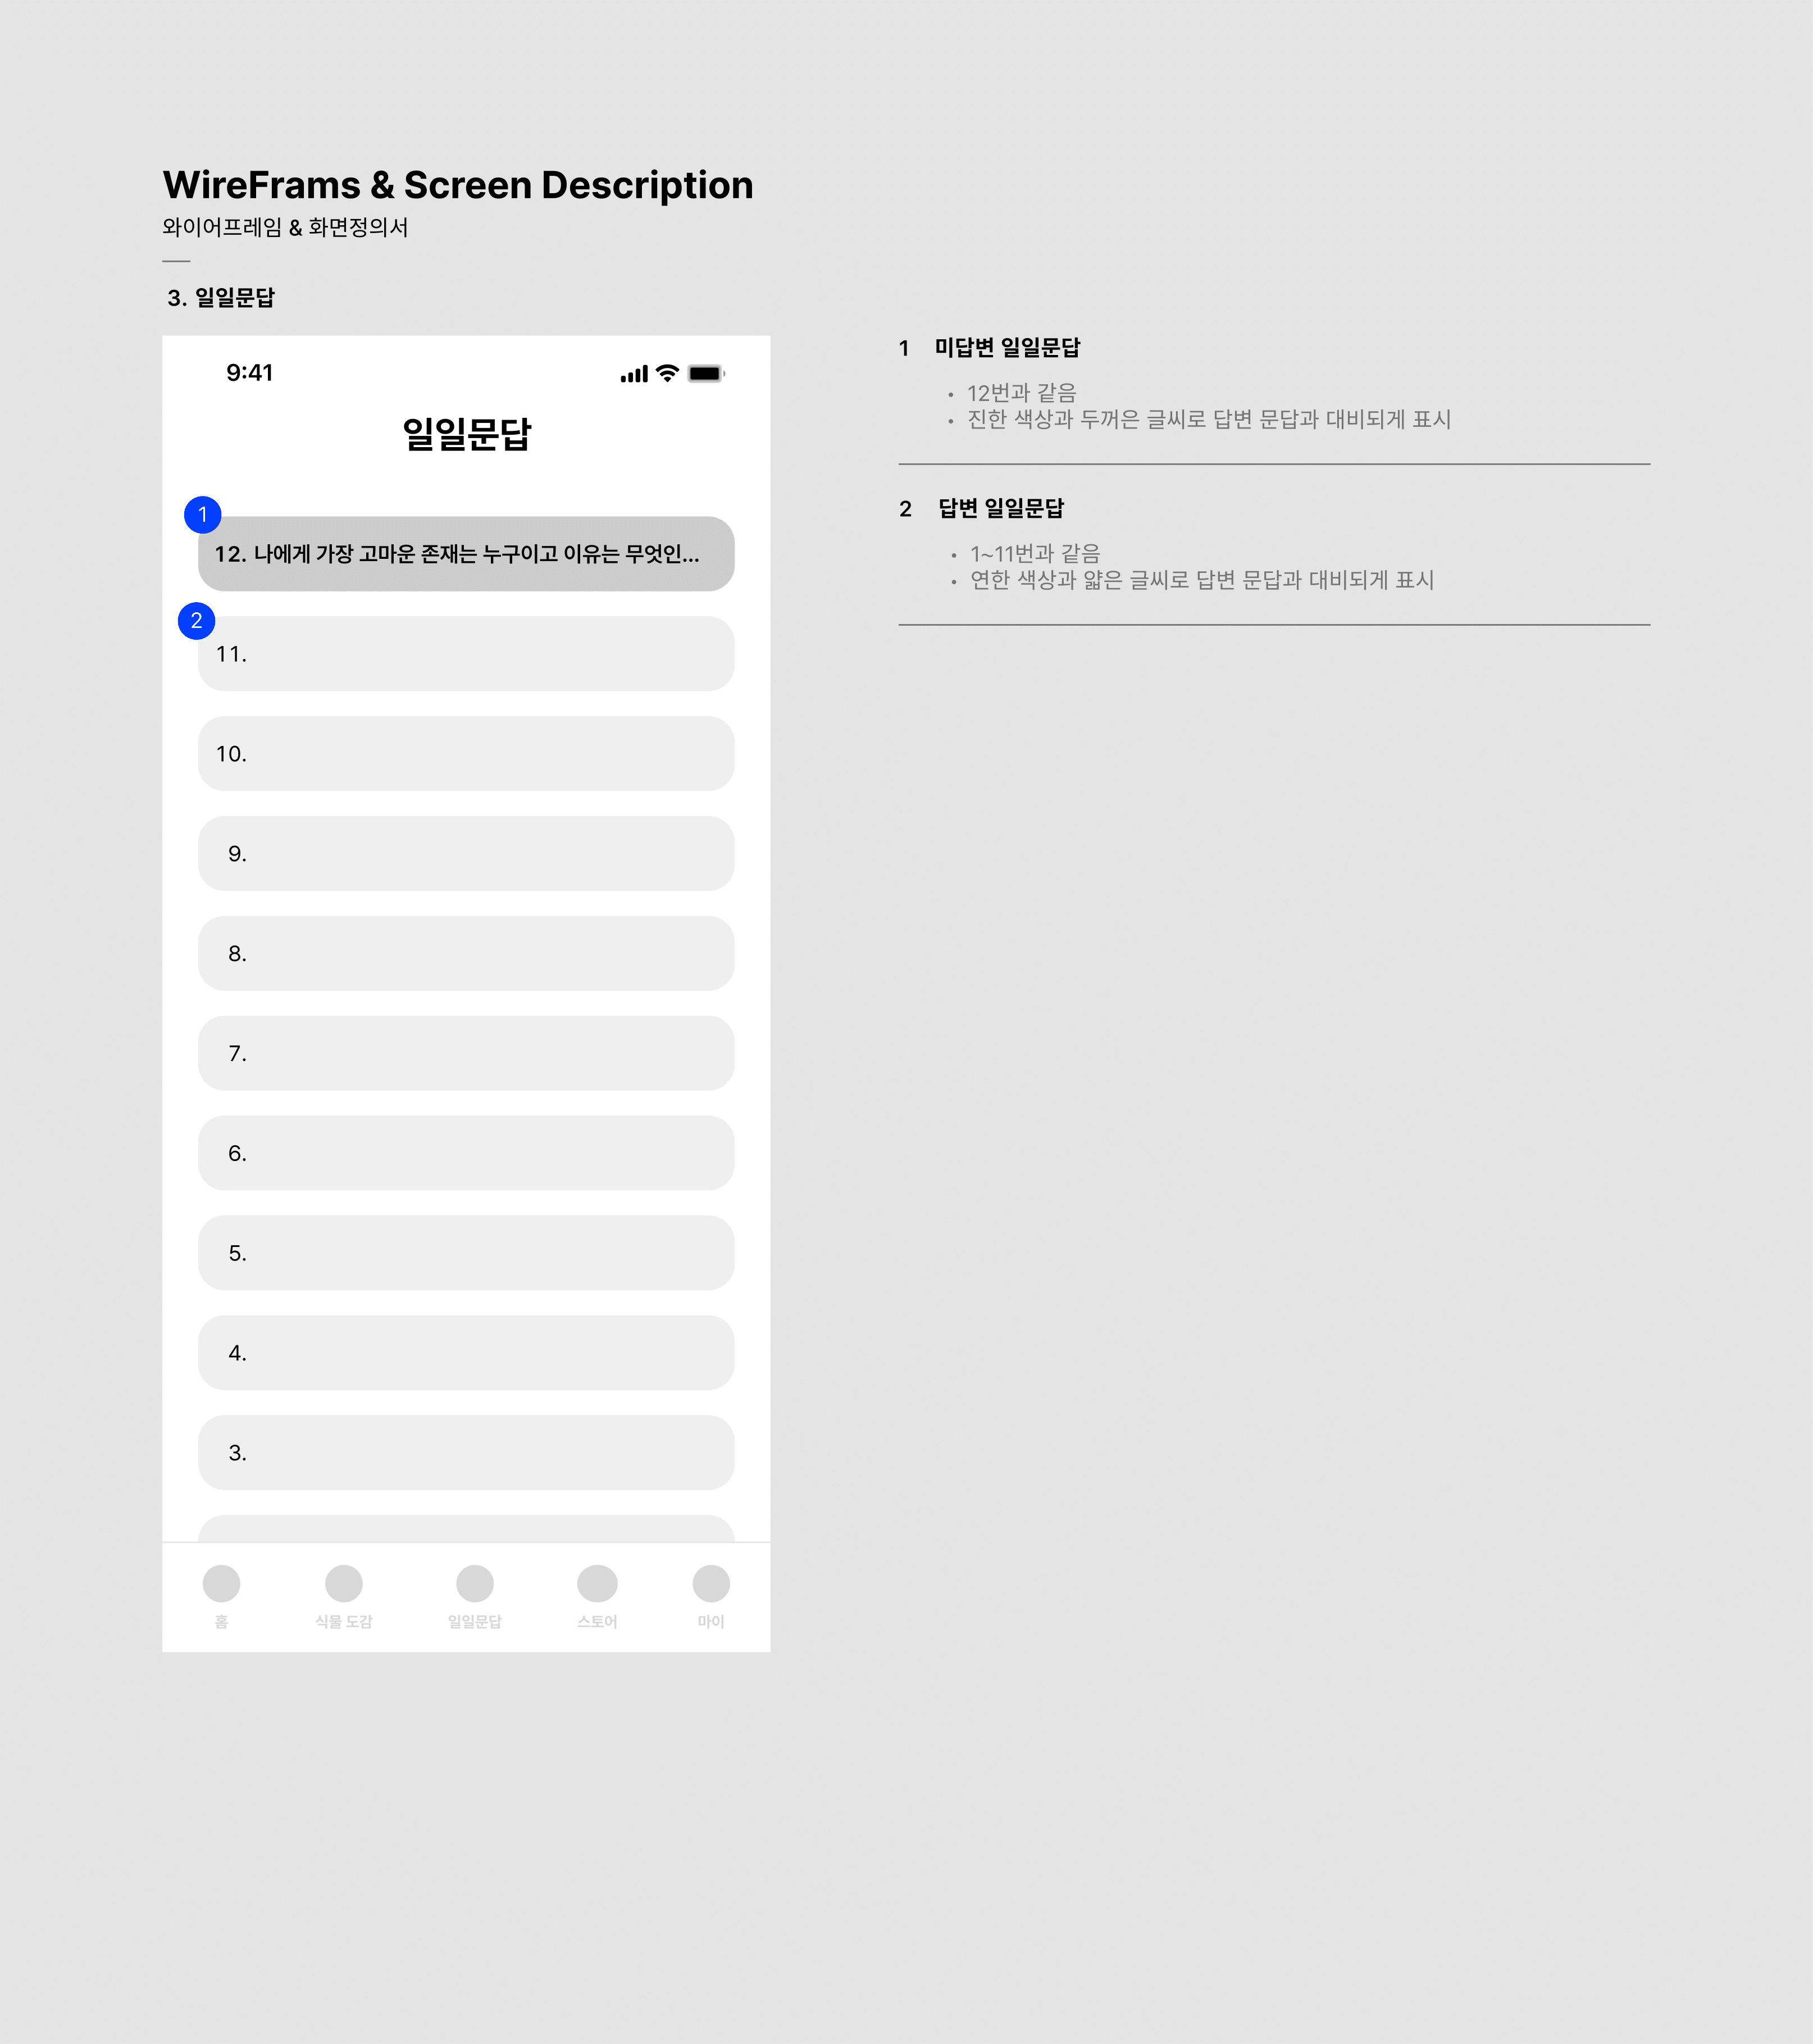 WireFrams & Screen Description
와이어프레임 & 화면정의서
3. 일일문답
9:41
일일문답
1
12. 나에게 가장 고마운 존재는 누구이고 이유는 무엇인...
2
11.
10.
9.
8.
7.
6.
5.
4.
3.
홈
식물 도감
일일문답
스토어
마이
1 미답변 일일문답
• 12번과 같음
• 진한 색상과 두꺼은 글씨로 답변 문답과 대비되게 표시
2 답변 일일문답
• 1~11번과 같음
• 연한 색상과 얇은 글씨로 답변 문답과 대비되게 표시